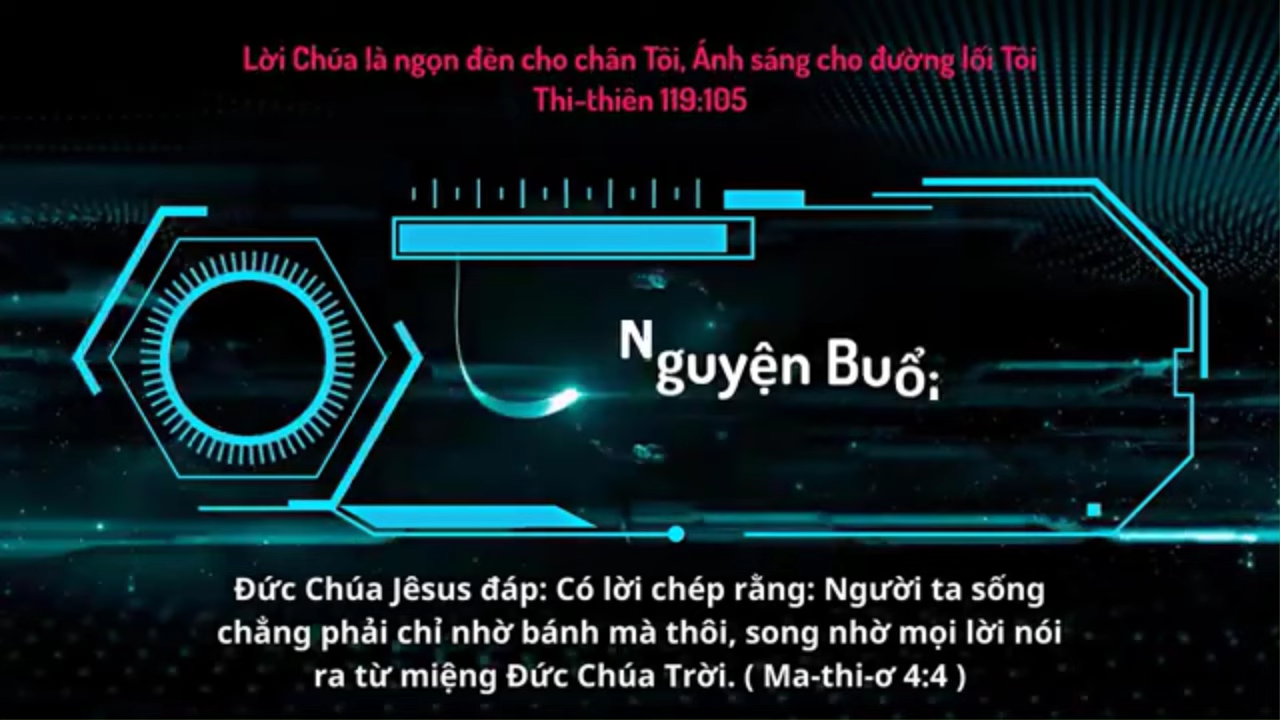 Lời Chúa là ngọn đèn cho chân Tôi, Ánh sáng cho đường lối Tôi
Thi-thiên 119:105
Nguyện Buổi
Đức Chúa Jêsus đáp: Có lời chép rằng: Người ta sống
chẳng phải chỉ nhờ bánh mà thôi, song nhờ mọi lời nói
ra từ miệng Đức Chúa Trời. ( Ma-thi-ơ 4:4 )